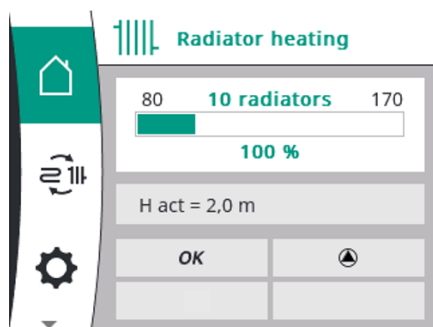 Radiator heating
80 10 radiators 170
100 %
H act = 2,0 m
OK